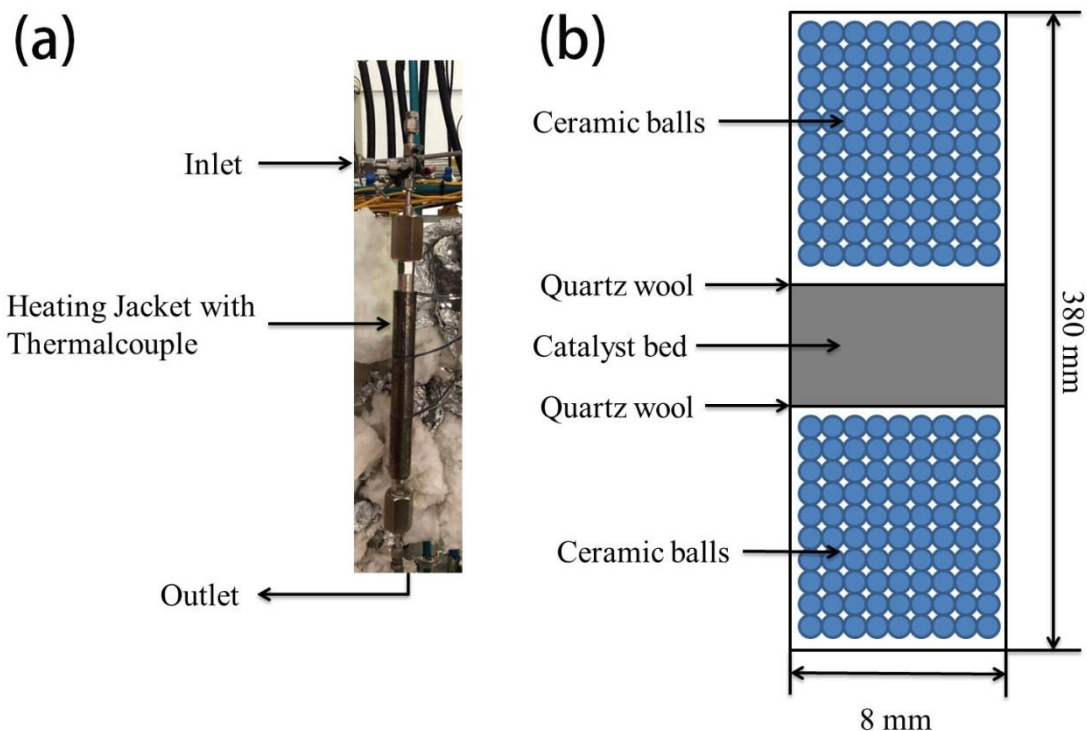 (a)
Inlet
Heating Jacket with
Thermalcouple
Outlet
(b)
Ceramic balls
Quartz wool
Catalyst bed
Quartz wool
Ceramic balls
380 mm
8 mm